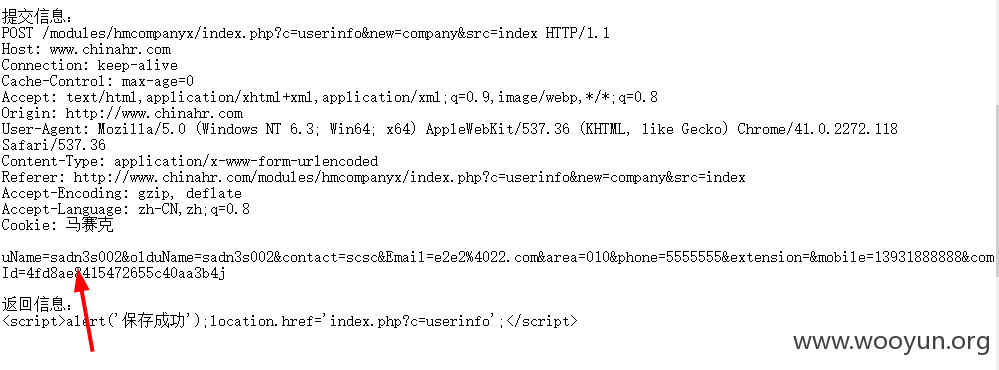 提交信息:
POST /modules/hmcompanyx/index.php?c=userinfo&new=company&src=index HTTP/1.1
Host: www.chinahr.com
Connection: keep-alive
Cache-Control: max-age=0
Accept: text/html,application/xhtml+xml,application/xml;q=0.9,image/webp,*/*;q=0.8
Origin: http://www.chinahr.com
User-Agent: Mozilla/5.0 (Windows NT 6.3; Win64; x64) AppleWebKit/537.36 (KHTML, like Gecko) Chrome/41.0.2272.118
Safari/537.36
Content-Type: application/x-www-form-urlencoded
Referer: http://www.chinahr.com/modules/hmcompanyx/index.php?c=userinfo&new=company&src=index
Accept-Encoding: gzip, deflate
Accept-Language: zh-CN,zh;q=0.8
Cookie: 马赛克
uName=sadn3s002&olduName=sadn3s002&contact=scsc&Email=e2e2%4022.com&area=010&phone=5555555&extension=&mobile=13931888888&com
Id=4fd8ae8415472655c40aa3b4j
返回信息:
<script>alert('保存成功');location.href='index.php?c=userinfo';</script>
www.wooyun.org